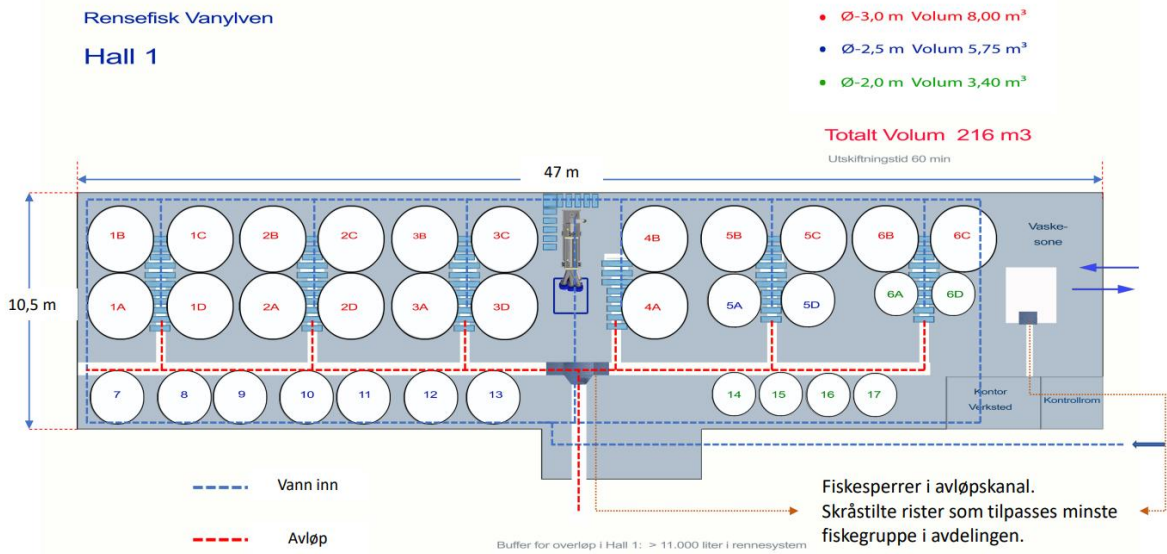 Rensefisk Vanylven
Hall 1
• Ø-3,0 m Volum 8,00 m³
• Ø-2,5 m Volum 5,75 m³
• Ø-2,0 m Volum 3,40 m³
Totalt Volum 216 m3
Utskiftningstid 60 min
47 m
10,5 m
1B 1C 2B 2C 3B 3C 4B 5B 5C 6B 6C
Vaske-
sone
1A 1D 2A 2D 3A 3D 4A 5A 5D 6A 6D
7 8 9 10 11 12 13 14 15 16 17
Kontor
Verksted
Kontrollrom
Vann inn
Avløp
Fiskesperrer i avløpskanal.
Skråstilte rister som tilpasses minste
fiskegruppe i avdelingen.
Buffer for overløp i Hall 1: > 11.000 liter i rennesystem